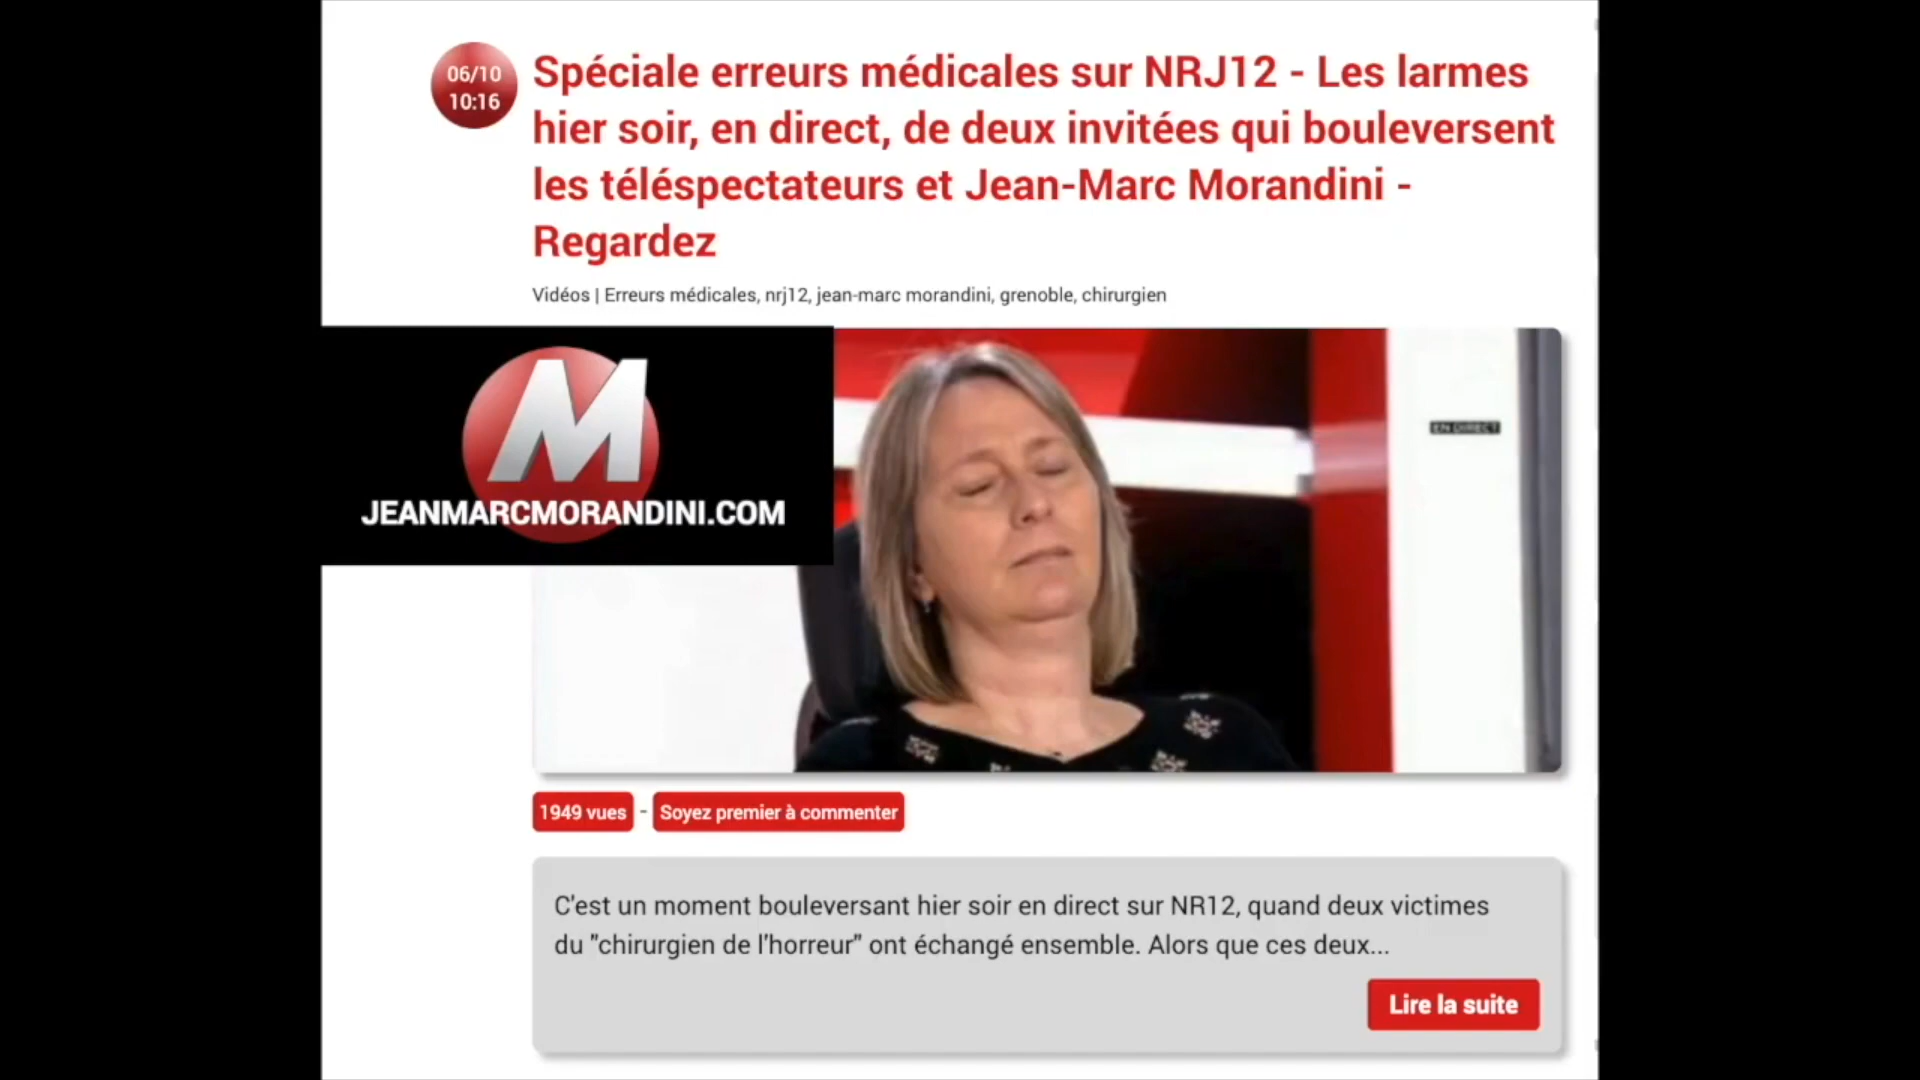 06/10
10:16
Spéciale erreurs médicales sur NRJ12 - Les larmes
hier soir, en direct, de deux invitées qui bouleversent
les téléspectateurs et Jean-Marc Morandini -
Regardez
Vidéos | Erreurs médicales, nrj12, jean-marc morandini, grenoble, chirurgien
M
JEANMARCMORANDINI.COM
EN DIRECT
1949 vues - Soyez premier à commenter
C'est un moment bouleversant hier soir en direct sur NR12, quand deux victimes
du "chirurgien de l'horreur" ont échangé ensemble. Alors que ces deux...
Lire la suite